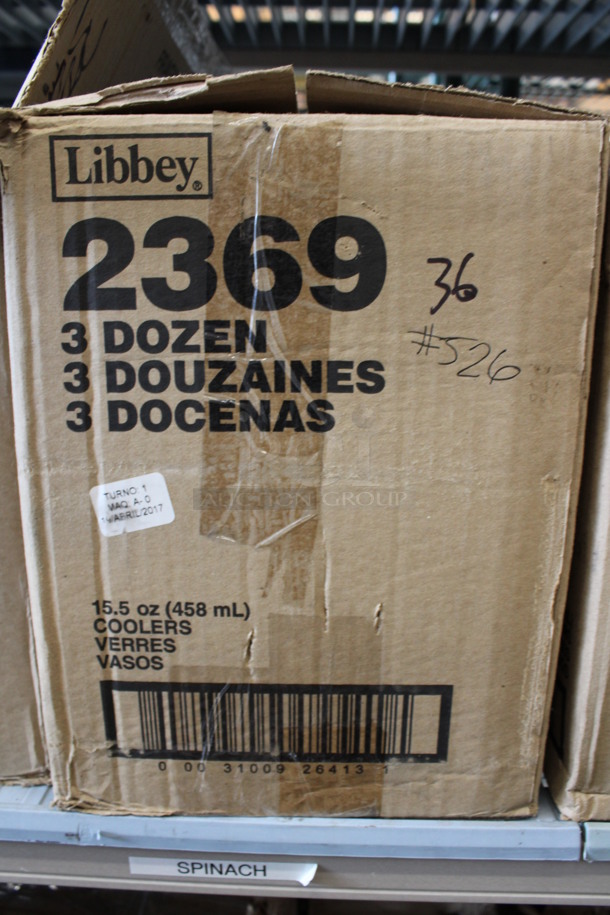 Libbey®
2369
3 DOZEN
3 DOUZAINES
3 DOCENAS
36
#526
TURNO: 1
MAQ. A-0
APRIL/2017
AUCTION GROUP
15.5 oz (458 mL)
COOLERS
VERRES
VASOS
0 00 31009 26413 1
SPINACH